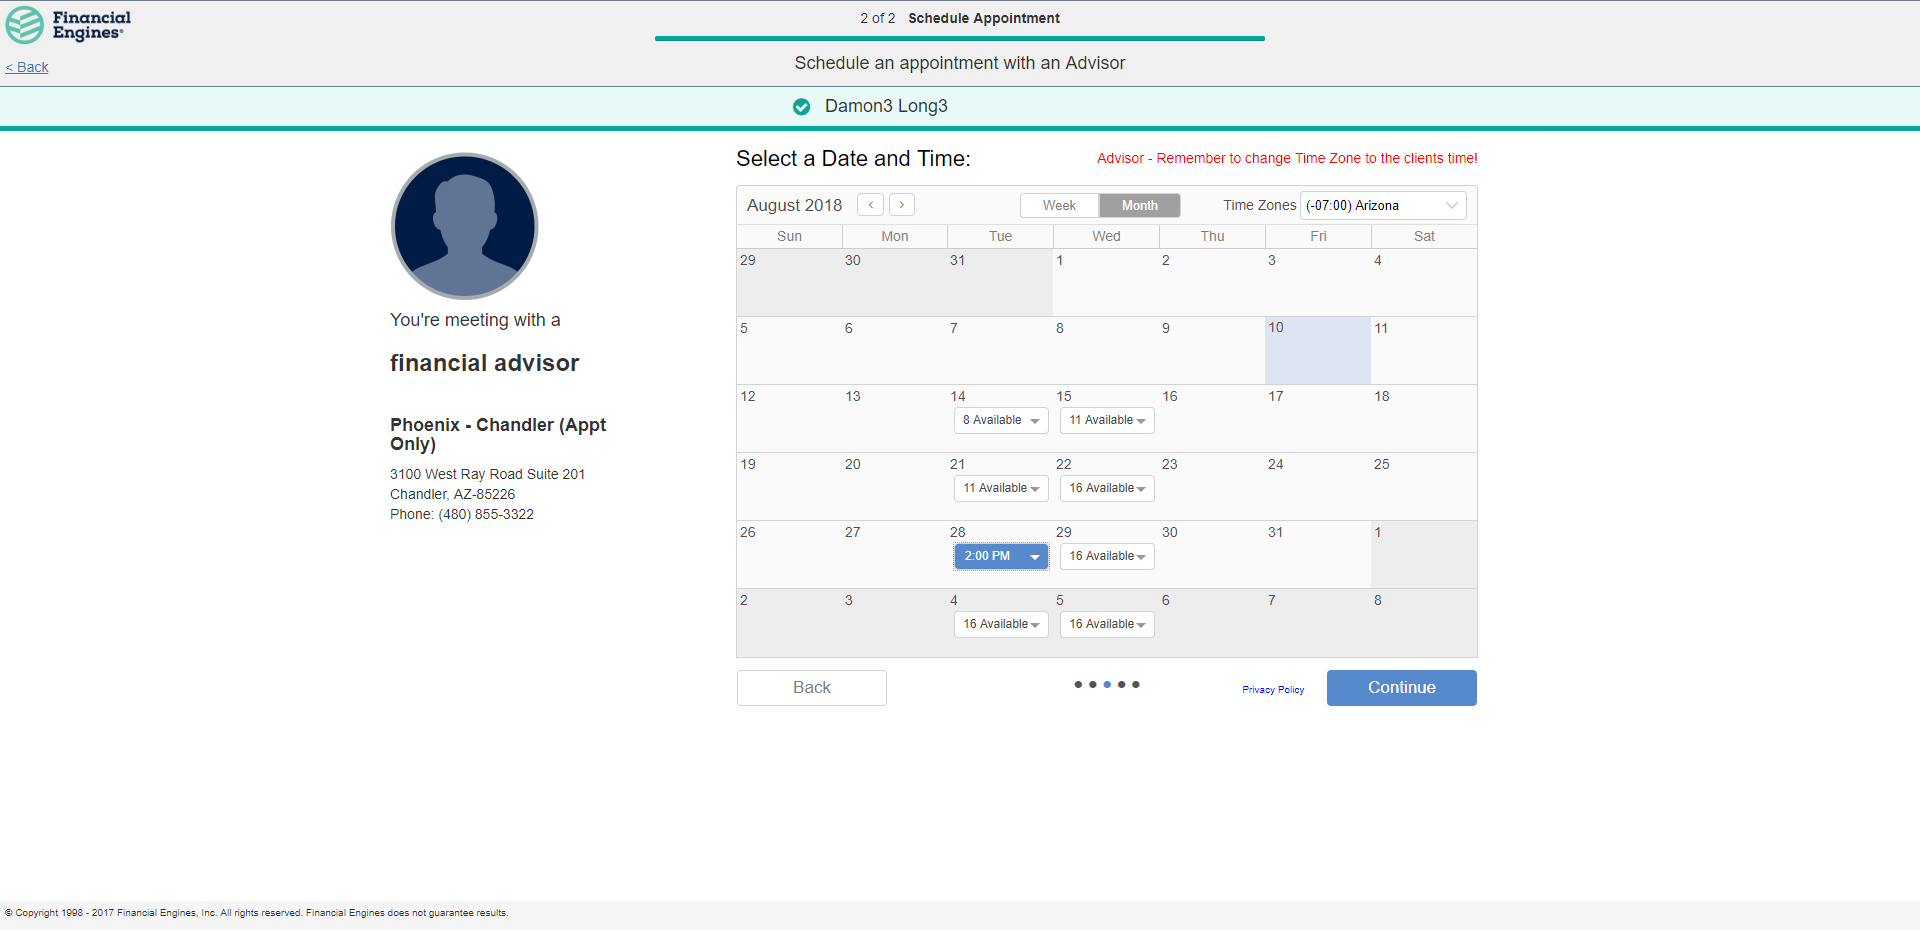 Financial
Engines®
2 of 2 Schedule Appointment
< Back
Schedule an appointment with an Advisor
Damon3 Long3
You're meeting with a
financial advisor
Phoenix - Chandler (Appt
Only)
3100 West Ray Road Suite 201
Chandler, AZ-85226
Phone: (480) 855-3322
Select a Date and Time:
Advisor - Remember to change Time Zone to the clients time!
August 2018 < > Week Month Time Zones (-07:00) Arizona
Sun Mon Tue Wed Thu Fri Sat
29 30 31 1 2 3 4
5 6 7 8 9 10 11
12 13 14 15 16 17 18
8 Available 11 Available
19 20 21 22 23 24 25
11 Available 16 Available
26 27 28 29 30 31 1
2:00 PM 16 Available
2 3 4 5 6 7 8
16 Available 16 Available
Back Privacy Policy Continue
© Copyright 1998 - 2017 Financial Engines, Inc. All rights reserved. Financial Engines does not guarantee results.